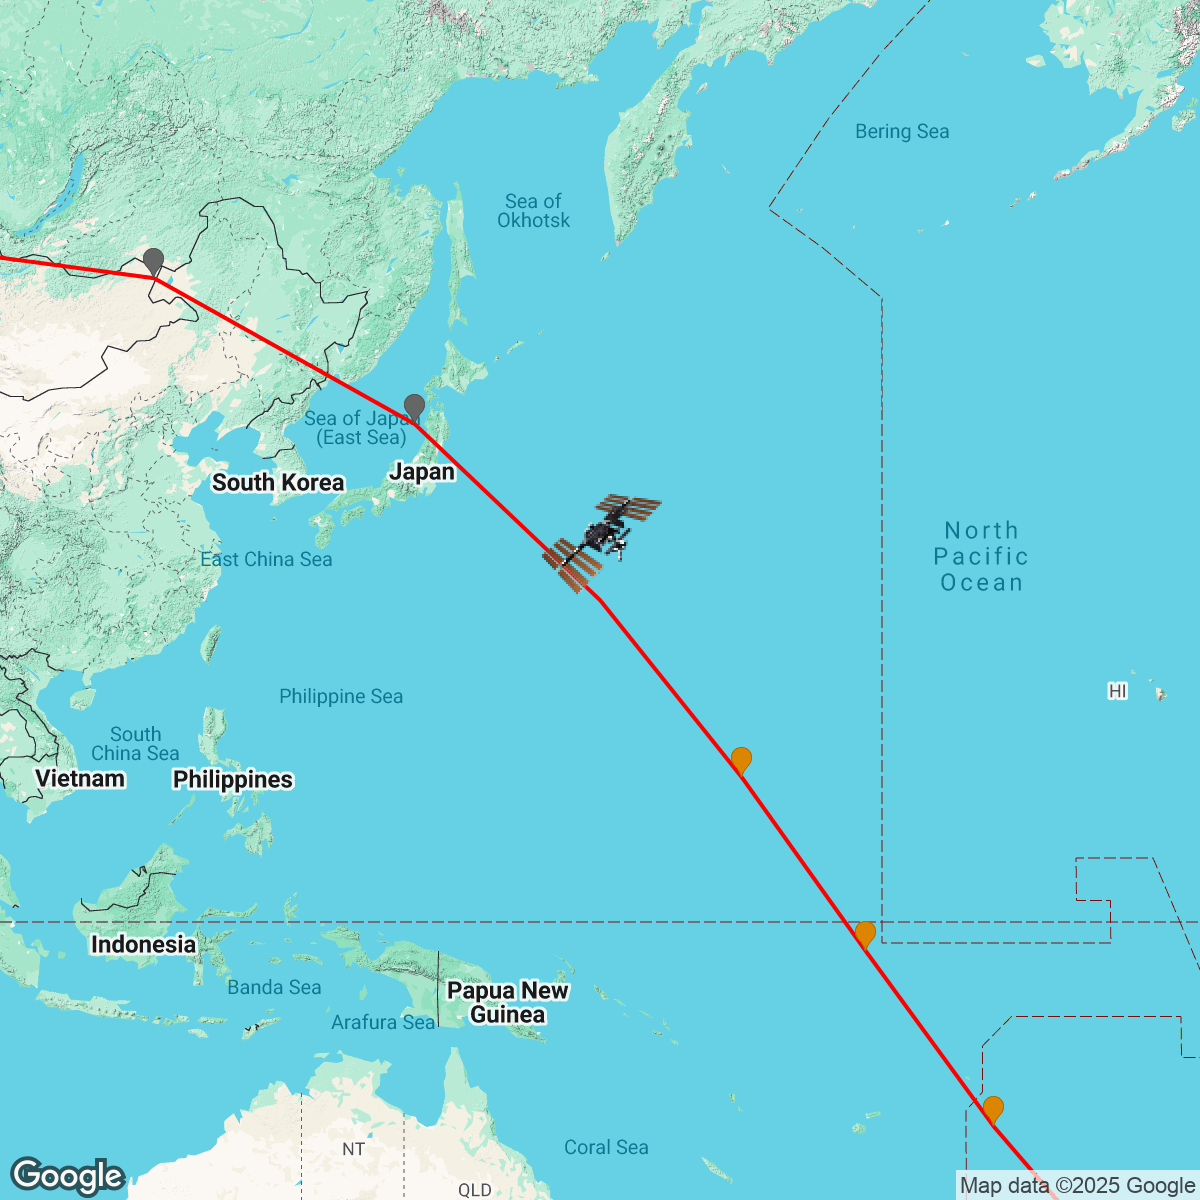 Bering Sea
Sea of
Okhotsk
Sea of Japan
(East Sea)
Japan
South Korea
East China Sea
North
Pacific
Ocean
Philippine Sea
HI
South
China Sea
Vietnam
Philippines
Indonesia
Banda Sea
Papua New
Guinea
Arafura Sea
Coral Sea
NT
QLD
Google
Map data ©2025 Google